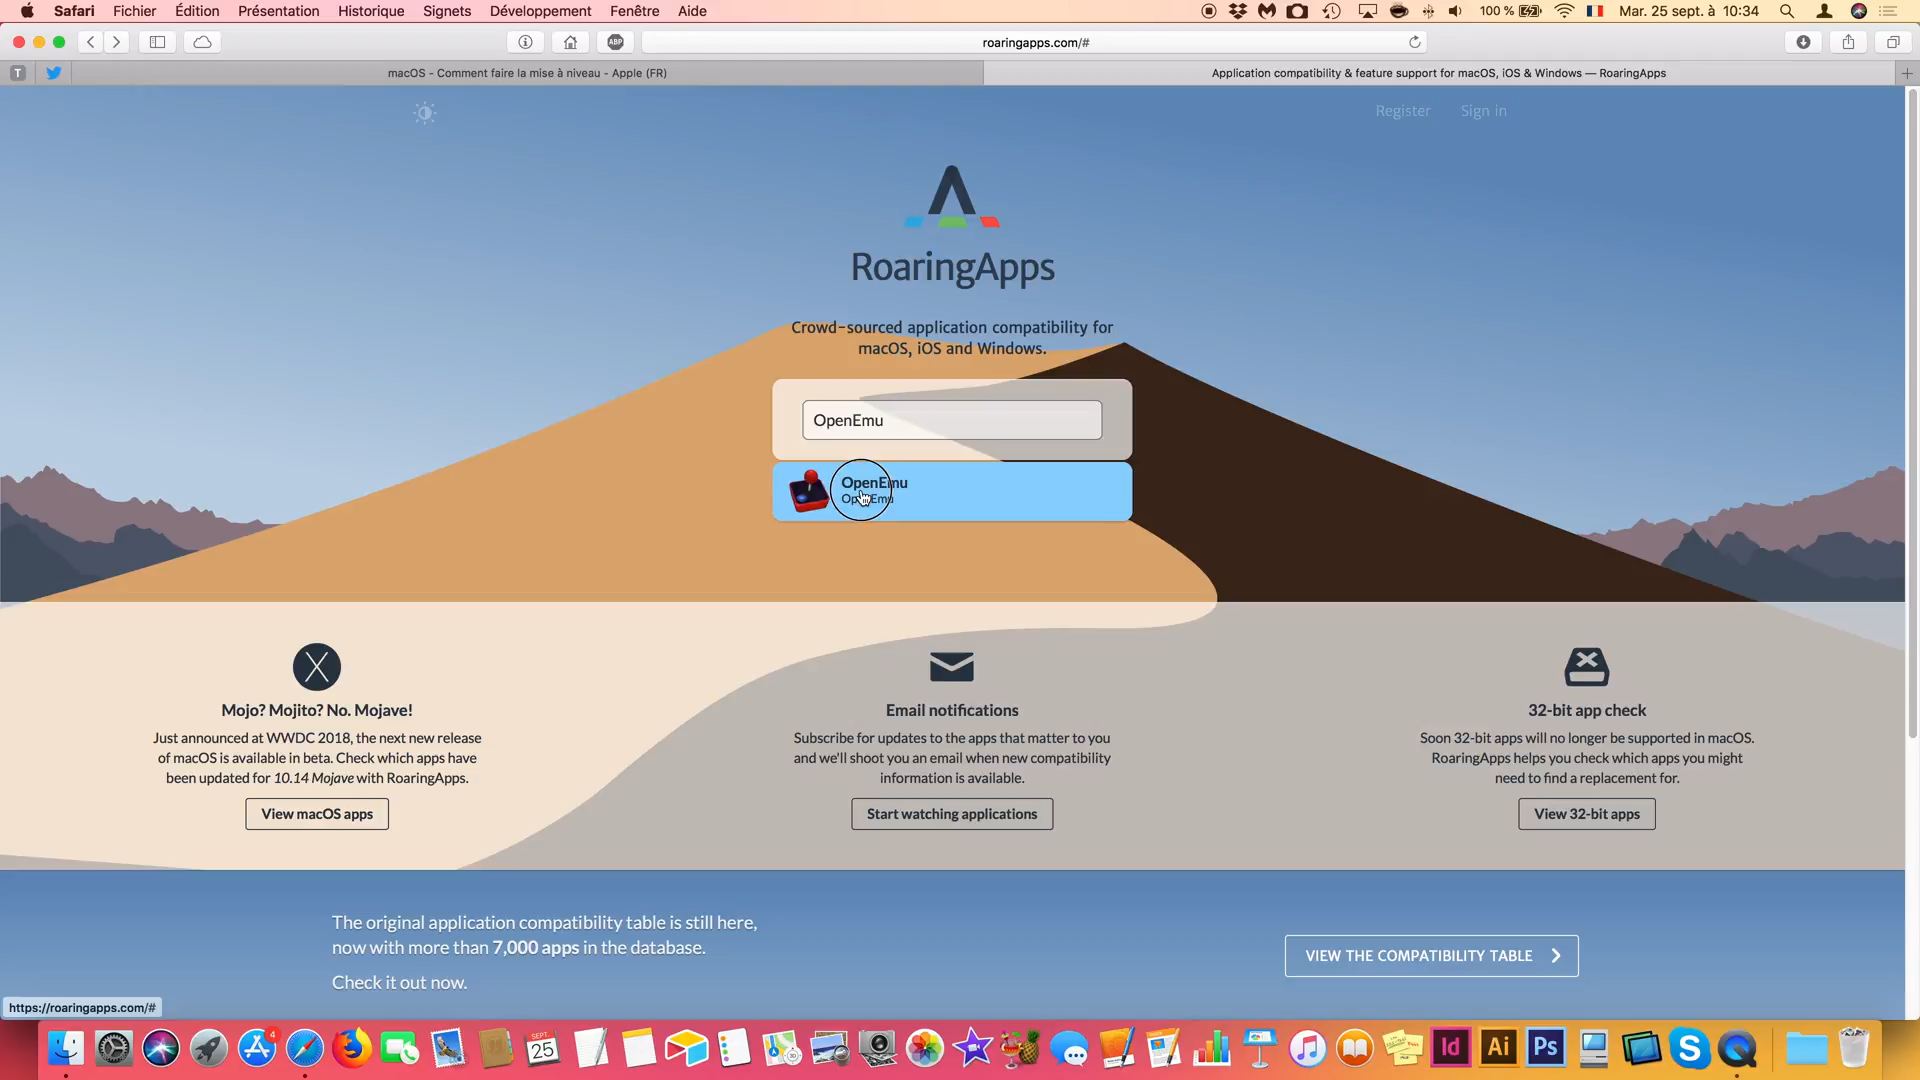 Safari Fichier Édition Présentation Historique Signets Développement Fenêtre Aide 100 % Mar. 25 sept. à 10:34
ABP roaringapps.com/#
T macOS - Comment faire la mise à niveau - Apple (FR) Application compatibility & feature support for macOS, iOS & Windows — RoaringApps
Register Sign in
RoaringApps
Crowd-sourced application compatibility for
macOS, iOS and Windows.
OpenEmu
OpenEmu
OpenEmu
Mojo? Mojito? No. Mojave!
Just announced at WWDC 2018, the next new release
of macOS is available in beta. Check which apps have
been updated for 10.14 Mojave with RoaringApps.
View macOS apps
Email notifications
Subscribe for updates to the apps that matter to you
and we'll shoot you an email when new compatibility
information is available.
Start watching applications
32-bit app check
Soon 32-bit apps will no longer be supported in macOS.
RoaringApps helps you check which apps you might
need to find a replacement for.
View 32-bit apps
The original application compatibility table is still here,
now with more than 7,000 apps in the database.
Check it out now.
VIEW THE COMPATIBILITY TABLE
https://roaringapps.com/#
4
SEPT.
25
3D
Id Ai Ps